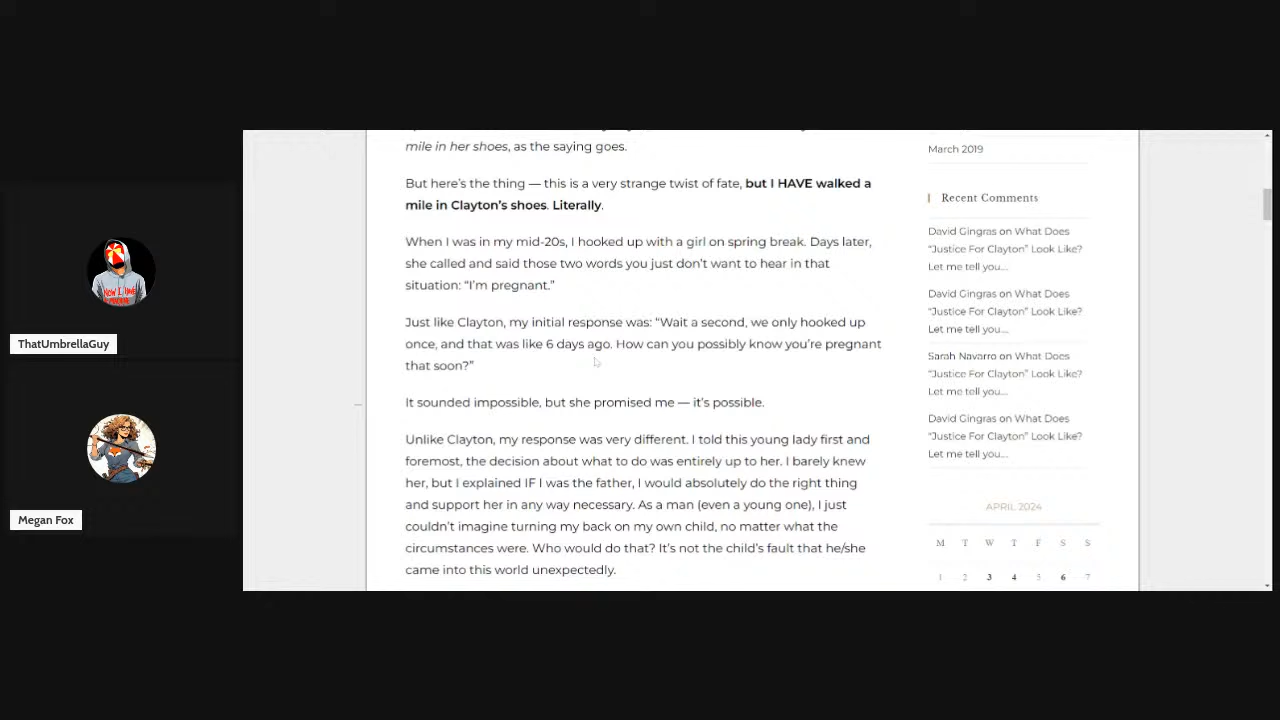 mile in her shoes, as the saying goes.
But here's the thing — this is a very strange twist of fate, but I HAVE walked a
mile in Clayton's shoes. Literally.
When I was in my mid-20s, I hooked up with a girl on spring break. Days later,
she called and said those two words you just don't want to hear in that
situation: "I'm pregnant."
Just like Clayton, my initial response was: "Wait a second, we only hooked up
once, and that was like 6 days ago. How can you possibly know you're pregnant
that soon?"
It sounded impossible, but she promised me — it's possible.
Unlike Clayton, my response was very different. I told this young lady first and
foremost, the decision about what to do was entirely up to her. I barely knew
her, but I explained IF I was the father, I would absolutely do the right thing
and support her in any way necessary. As a man (even a young one), I just
couldn't imagine turning my back on my own child, no matter what the
circumstances were. Who would do that? It's not the child's fault that he/she
came into this world unexpectedly.
March 2019
Recent Comments
David Gingras on What Does
"Justice For Clayton" Look Like?
Let me tell you….
David Gingras on What Does
"Justice For Clayton" Look Like?
Let me tell you….
Sarah Navarro on What Does
"Justice For Clayton" Look Like?
Let me tell you….
David Gingras on What Does
"Justice For Clayton" Look Like?
Let me tell you….
APRIL 2024
M T W T F S S
1 2 3 4 5 6 7
NOW I HAVE
ThatUmbrellaGuy
Megan Fox